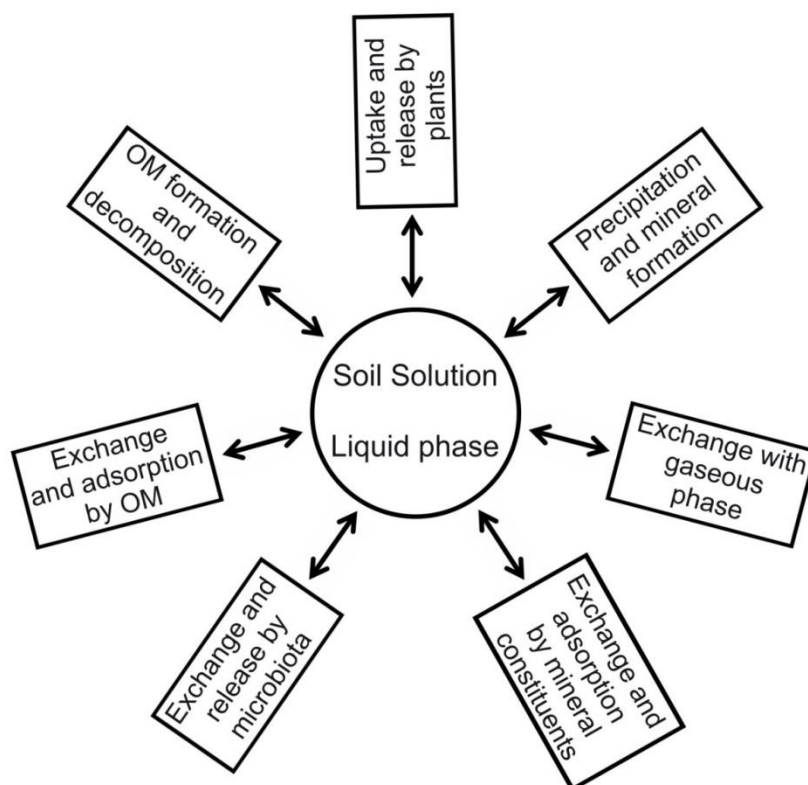 Uptake and
release by
plants
Precipitation
and mineral
formation
Exchange with
gaseous
phase
Exchange and
adsorption
by mineral
constituents
Exchange and
release by
microbiota
Exchange
and adsorption
by OM
OM formation
and
decomposition
Soil Solution
Liquid phase